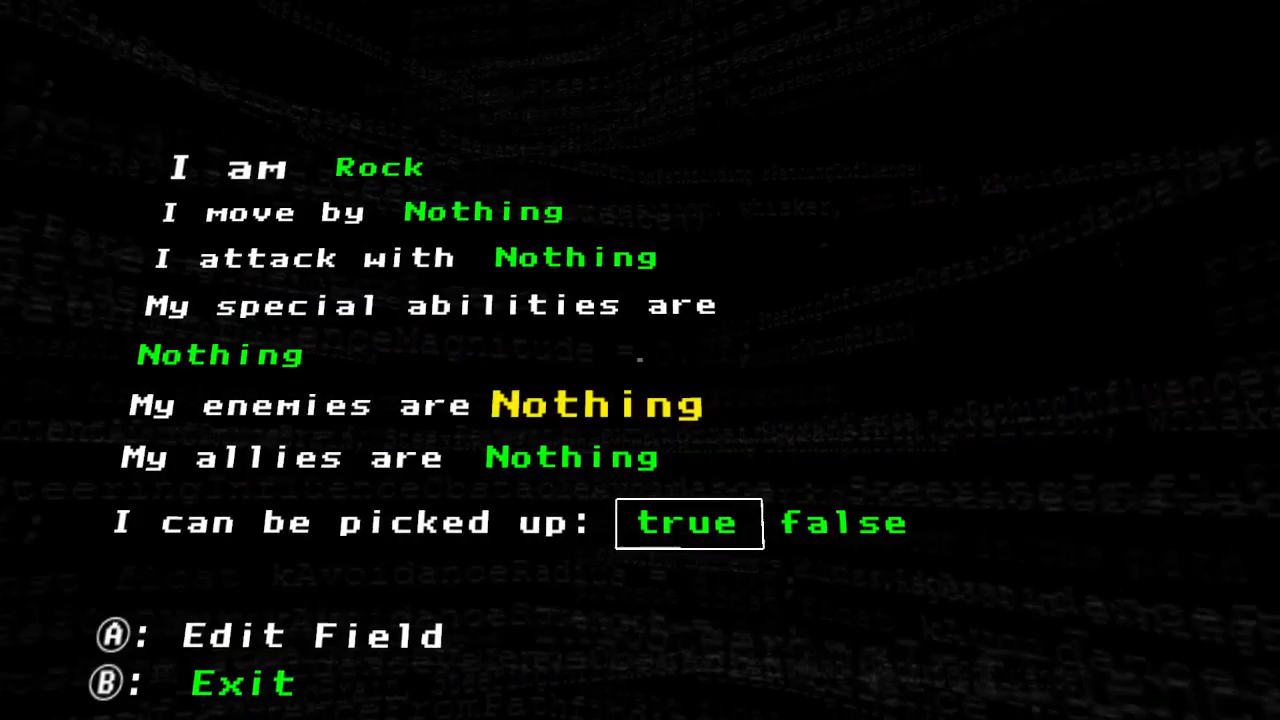 I am Rock
I move by Nothing
I attack with Nothing
My special abilities are
Nothing
My enemies are Nothing
My allies are Nothing
I can be picked up: true false
A: Edit Field
B: Exit